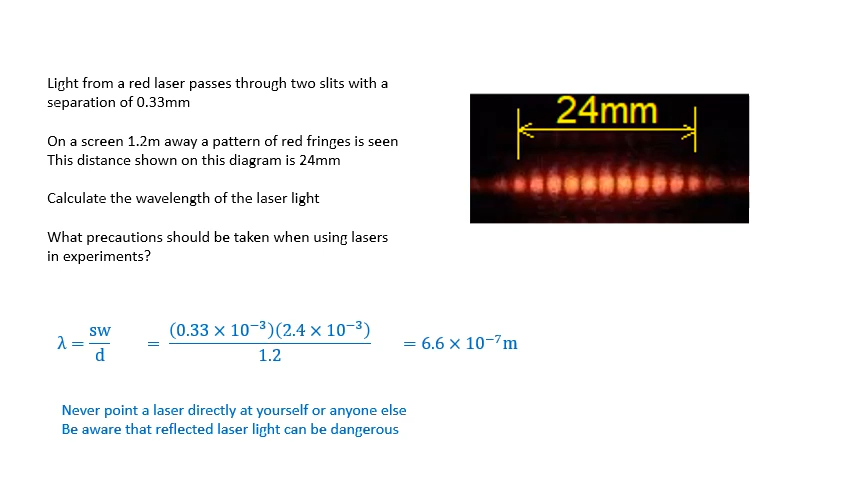 Light from a red laser passes through two slits with a
separation of 0.33mm
On a screen 1.2m away a pattern of red fringes is seen
This distance shown on this diagram is 24mm
Calculate the wavelength of the laser light
What precautions should be taken when using lasers
in experiments?
24mm
λ = sw/d = (0.33 × 10⁻³)(2.4 × 10⁻³)/1.2 = 6.6 × 10⁻⁷m
Never point a laser directly at yourself or anyone else
Be aware that reflected laser light can be dangerous